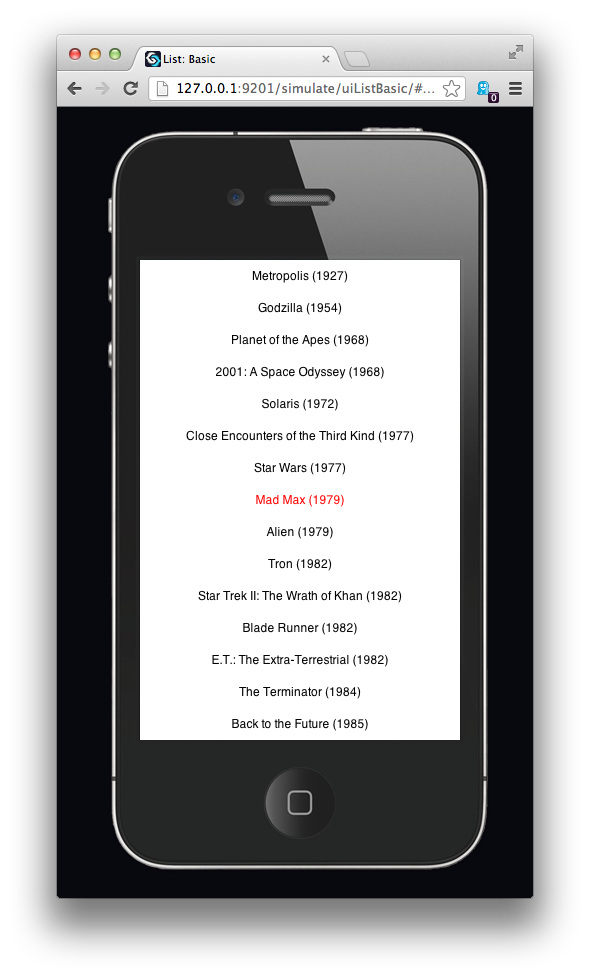 List: Basic
127.0.0.1:9201/simulate/uiListBasic/#...
0
Metropolis (1927)
Godzilla (1954)
Planet of the Apes (1968)
2001: A Space Odyssey (1968)
Solaris (1972)
Close Encounters of the Third Kind (1977)
Star Wars (1977)
Mad Max (1979)
Alien (1979)
Tron (1982)
Star Trek II: The Wrath of Khan (1982)
Blade Runner (1982)
E.T.: The Extra-Terrestrial (1982)
The Terminator (1984)
Back to the Future (1985)